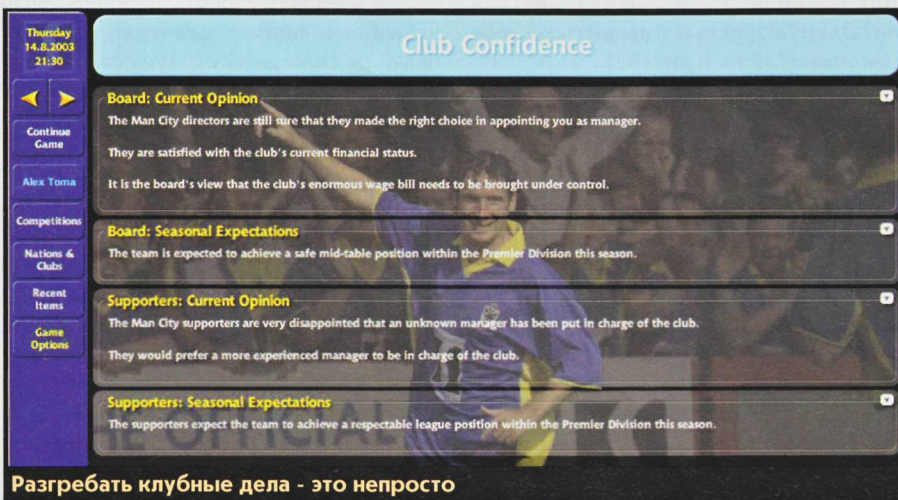 Thursday
14.8.2003
21:30
Continue
Game
Alex Toma
Competitions
Nations &
Clubs
Recent
Items
Game
Options
Club Confidence
Board: Current Opinion
The Man City directors are still sure that they made the right choice in appointing you as manager.
They are satisfied with the club's current financial status.
It is the board's view that the club's enormous wage bill needs to be brought under control.
Board: Seasonal Expectations
The team is expected to achieve a safe mid-table position within the Premier Division this season.
Supporters: Current Opinion
The Man City supporters are very disappointed that an unknown manager has been put in charge of the club.
They would prefer a more experienced manager to be in charge of the club.
Supporters: Seasonal Expectations
The supporters expect the team to achieve a respectable league position within the Premier Division this season.
Разгребать клубные дела - это непросто